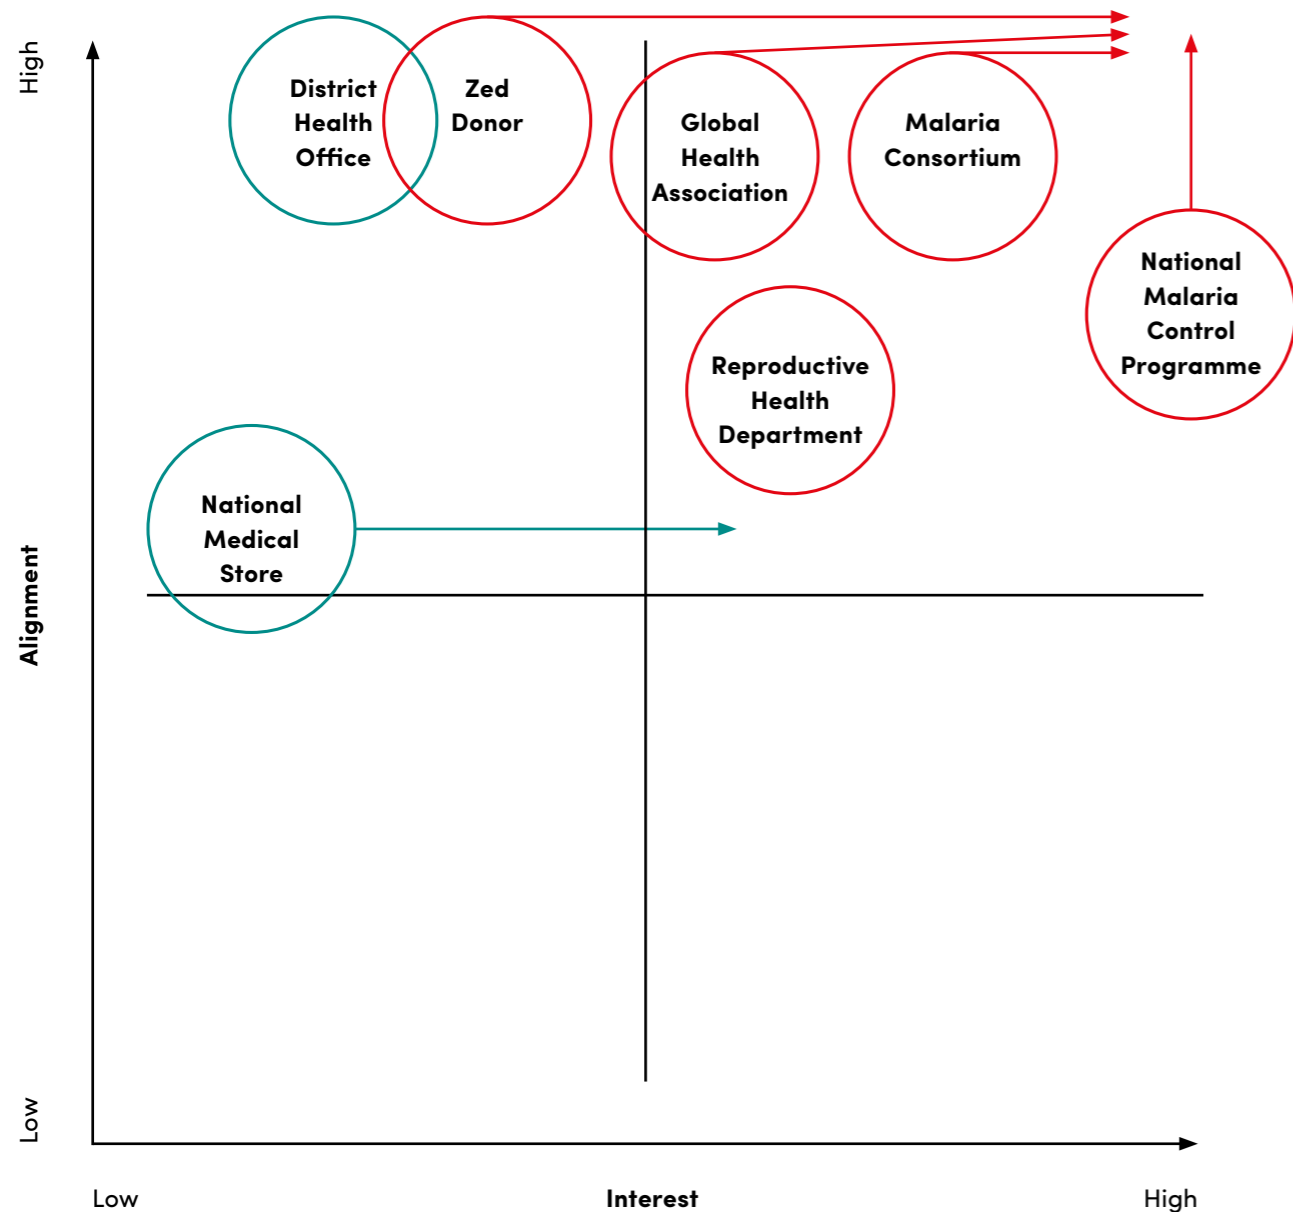 High
District
Health
Office
Zed
Donor
Global
Health
Association
Malaria
Consortium
National
Malaria
Control
Programme
Reproductive
Health
Department
National
Medical
Store
Alignment
Low
Low
Interest
High